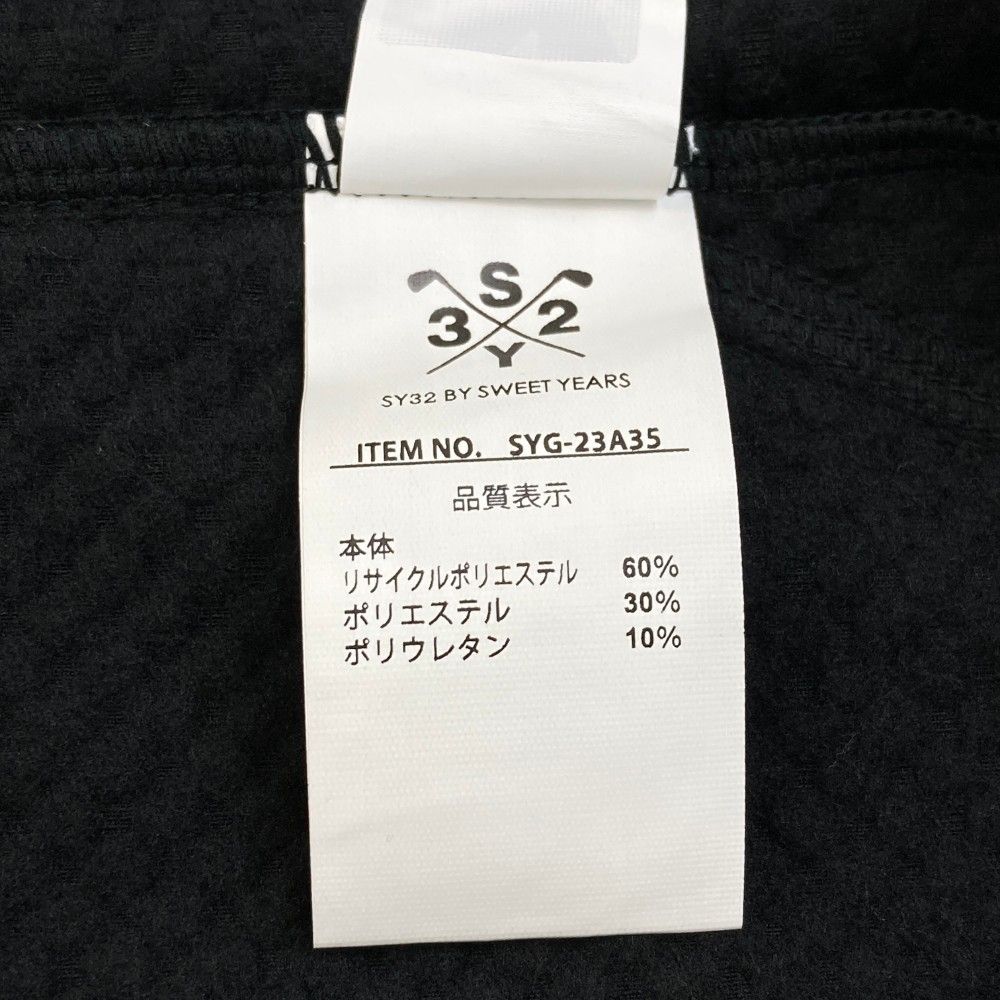 S
3 2
Y
SY32 BY SWEET YEARS
ITEM NO. SYG-23A35
品質表示
本体
リサイクルポリエステル 60%
ポリエステル 30%
ポリウレタン 10%